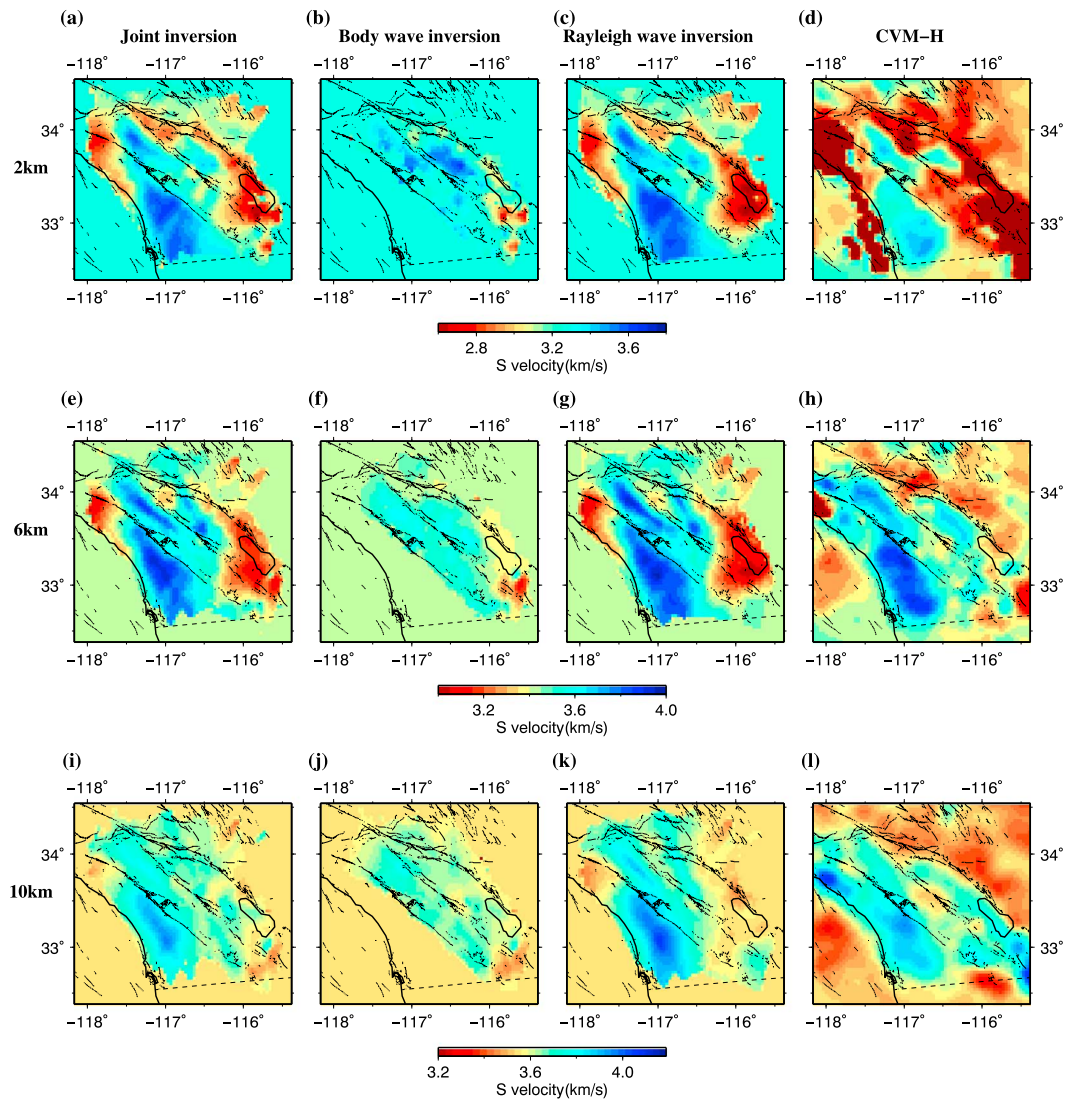 (a) (b) (c) (d)
Joint inversion Body wave inversion Rayleigh wave inversion CVM-H
-118° -117° -116° -118° -117° -116° -118° -117° -116° -118° -117° -116°
34° 34°
2km
33° 33°
-118° -117° -116° -118° -117° -116° -118° -117° -116° -118° -117° -116°
2.8 3.2 3.6
S velocity(km/s)
(e) (f) (g) (h)
-118° -117° -116° -118° -117° -116° -118° -117° -116° -118° -117° -116°
34° 34°
6km
33° 33°
-118° -117° -116° -118° -117° -116° -118° -117° -116° -118° -117° -116°
3.2 3.6 4.0
S velocity(km/s)
(i) (j) (k) (l)
-118° -117° -116° -118° -117° -116° -118° -117° -116° -118° -117° -116°
34° 34°
10km
33° 33°
-118° -117° -116° -118° -117° -116° -118° -117° -116° -118° -117° -116°
3.2 3.6 4.0
S velocity(km/s)